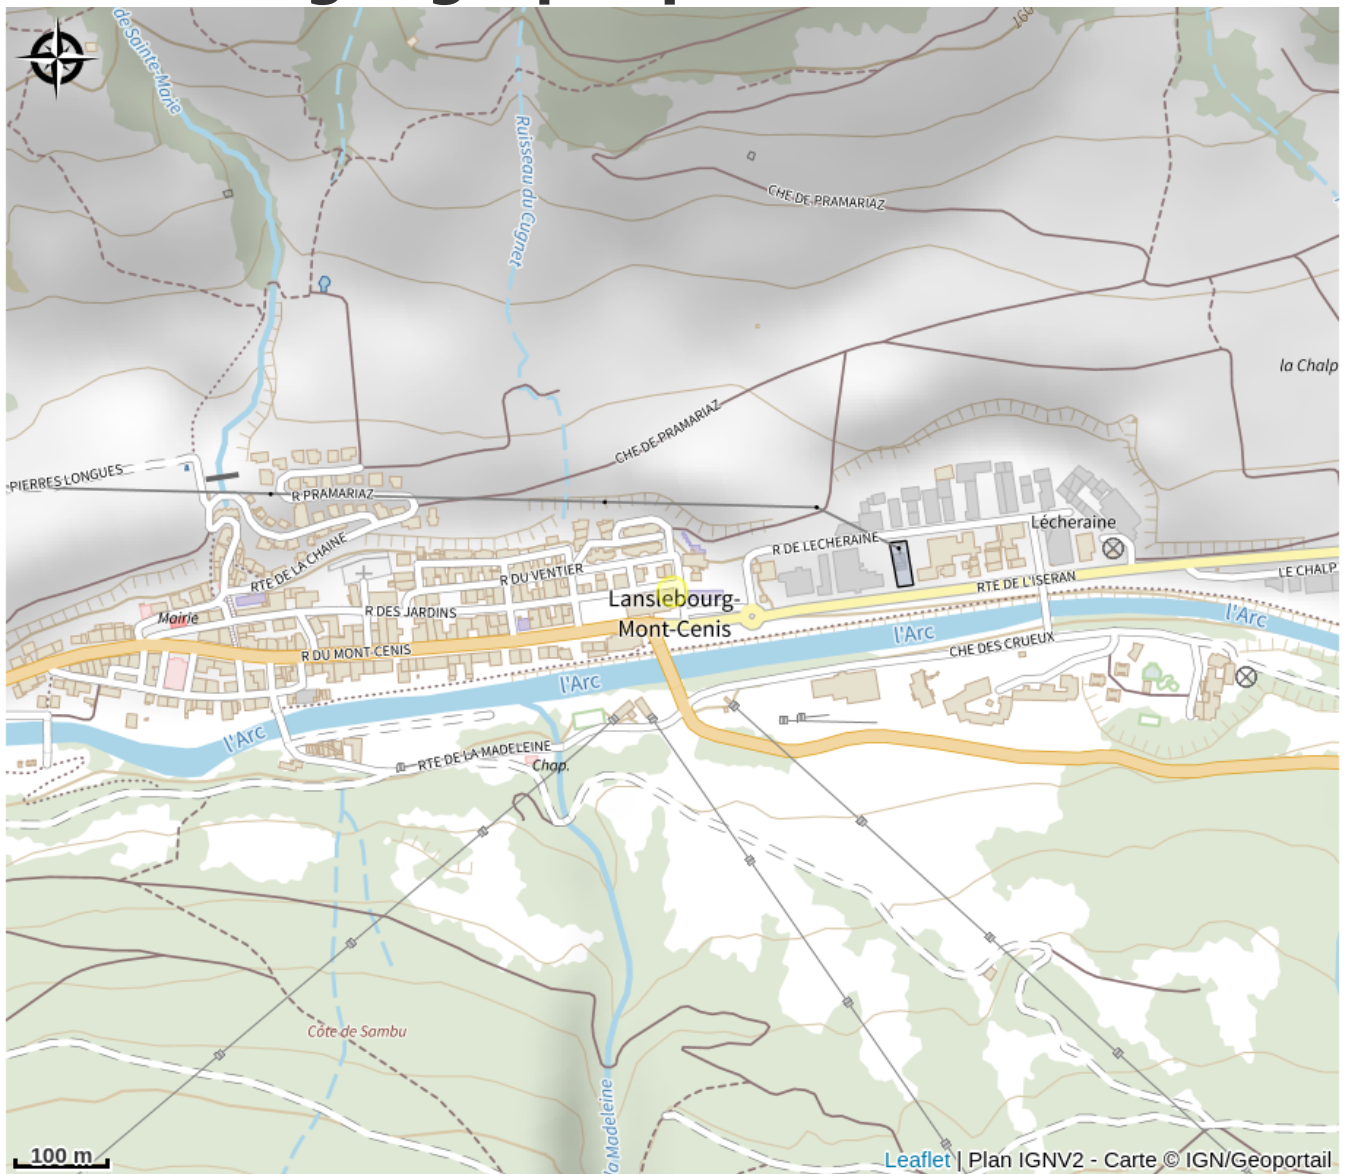 de Sainte-Marie
160
Ruisseau du Cugnet
CHE DE PRAMARIAZ
la Chalp
CHE DE PRAMARIAZ
PIERRES LONGUES
R PRAMARIAZ
Lécheraine
R DE LECHERAINE
RTE DE LA CHAINE
R DU VENTIER
RTE DE L'ISERAN
LE CHALP
Lanslebourg-
Mont-Cenis
Mairie
R DES JARDINS
l'Arc
l'Arc
R DU MONT-CENIS
CHE DES CRUEUX
l'Arc
l'Arc
RTE DE LA MADELEINE
Chap.
Côte de Sambu
la Madeleine
100 m
Leaflet | Plan IGNV2 - Carte © IGN/Geoportail